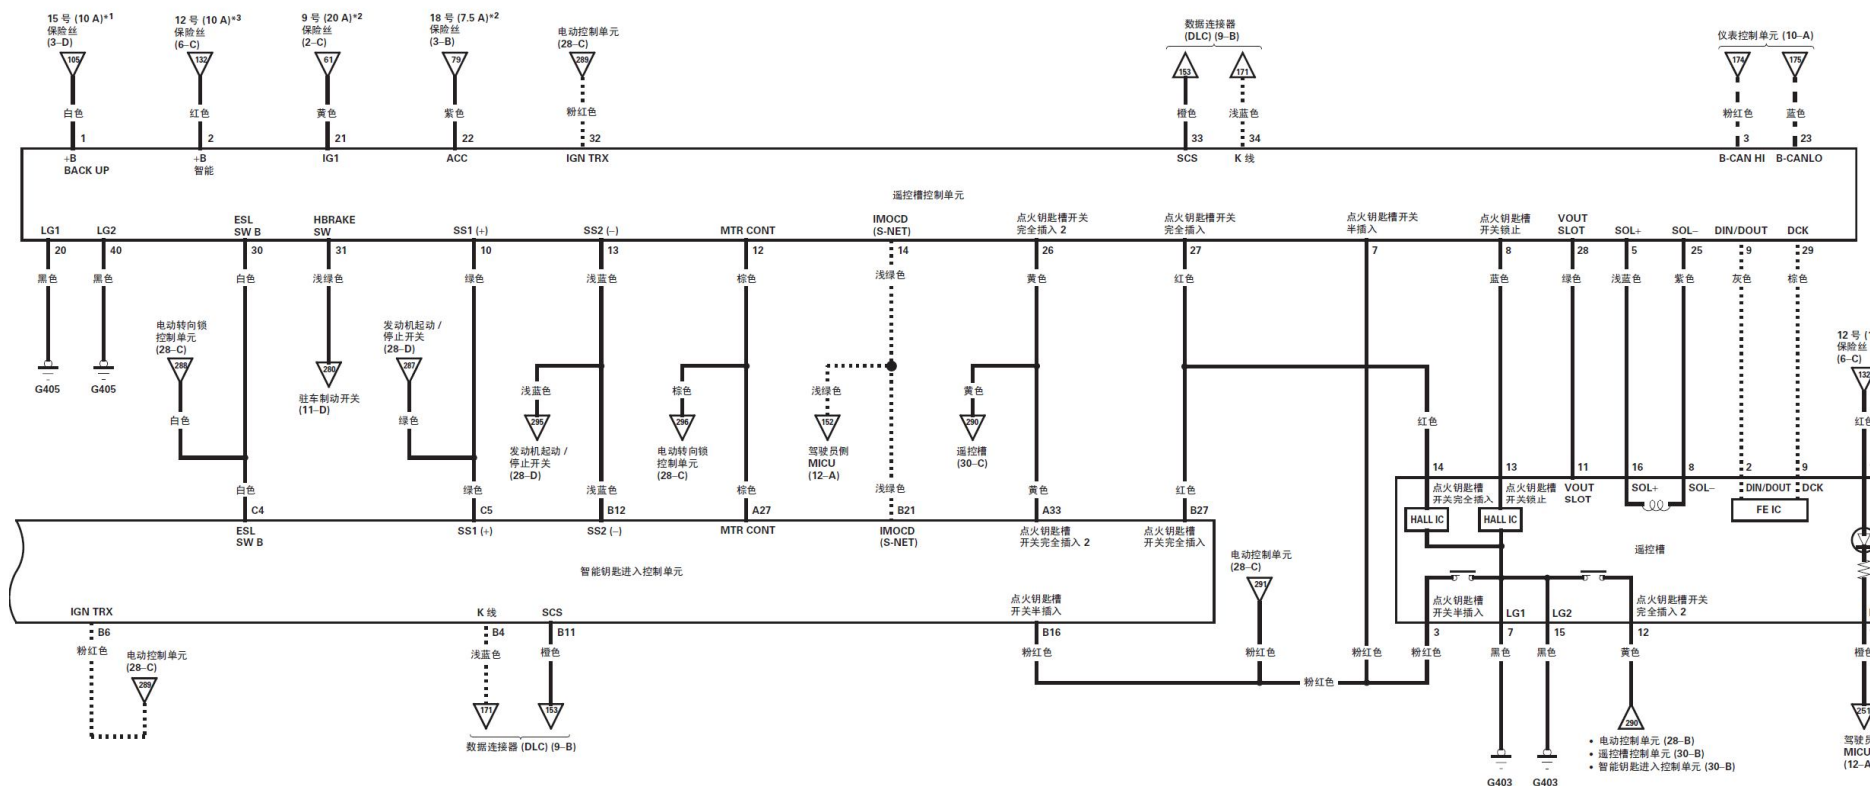 15 号 (10 A)*1
保险丝
(3–D)
105
白色
1
12 号 (10 A)*3
保险丝
(6–C)
132
红色
2
9 号 (20 A)*2
保险丝
(2–C)
61
黄色
21
18 号 (7.5 A)*2
保险丝
(3–B)
79
紫色
22
电动控制单元
(28–C)
289
粉红色
32
数据连接器
(DLC) (9–B)
153
171
橙色
浅蓝色
33
34
仪表控制单元 (10–A)
174
175
粉红色
蓝色
3
23
+B
BACK UP
+B
智能
IG1
ACC
IGN TRX
SCS
K 线
B-CAN HI
B-CANLO
遥控槽控制单元
LG1
LG2
ESL
SW B
HBRAKE
SW
SS1 (+)
SS2 (–)
MTR CONT
IMOCD
(S-NET)
点火钥匙槽开关
完全插入 2
点火钥匙槽开关
完全插入
点火钥匙槽开关
半插入
点火钥匙槽
开关锁止
VOUT
SLOT
SOL+
SOL–
DIN/DOUT
DCK
20
40
30
31
10
13
12
14
26
27
7
8
28
5
25
9
29
黑色
黑色
白色
浅绿色
绿色
浅蓝色
棕色
浅绿色
黄色
红色
蓝色
绿色
浅蓝色
紫色
灰色
棕色
G405
G405
电动转向锁
控制单元
(28–C)
288
白色
280
驻车制动开关
(11–D)
发动机起动 /
停止开关
(28–D)
287
绿色
浅蓝色
295
发动机起动 /
停止开关
(28–D)
棕色
296
电动转向锁
控制单元
(28–C)
浅绿色
152
驾驶员侧
MICU
(12–A)
黄色
290
遥控槽
(30–C)
红色
12 号 (1
保险丝
(6–C)
132
红色
白色
绿色
浅蓝色
棕色
浅绿色
黄色
红色
C4
C5
B12
A27
B21
A33
B27
ESL
SW B
SS1 (+)
SS2 (–)
MTR CONT
IMOCD
(S-NET)
点火钥匙槽
开关完全插入 2
点火钥匙槽
开关完全插入
智能钥匙进入控制单元
IGN TRX
K 线
SCS
点火钥匙槽
开关半插入
B6
B4
B11
B16
粉红色
浅蓝色
橙色
粉红色
电动控制单元
(28–C)
289
171
153
数据连接器 (DLC) (9–B)
电动控制单元
(28–C)
291
粉红色
粉红色
粉红色
粉红色
14
13
11
16
8
2
9
点火钥匙槽
开关完全插入
点火钥匙槽
开关锁止
VOUT
SLOT
SOL+
SOL–
DIN/DOUT
DCK
HALL IC
HALL IC
FE IC
遥控槽
点火钥匙槽
开关半插入
LG1
LG2
点火钥匙槽开关
完全插入 2
3
7
15
12
黑色
黑色
黄色
橙色
G403
G403
290
• 电动控制单元 (28–B)
• 遥控槽控制单元 (30–B)
• 智能钥匙进入控制单元 (30–B)
251
驾驶员
MICU
(12–A